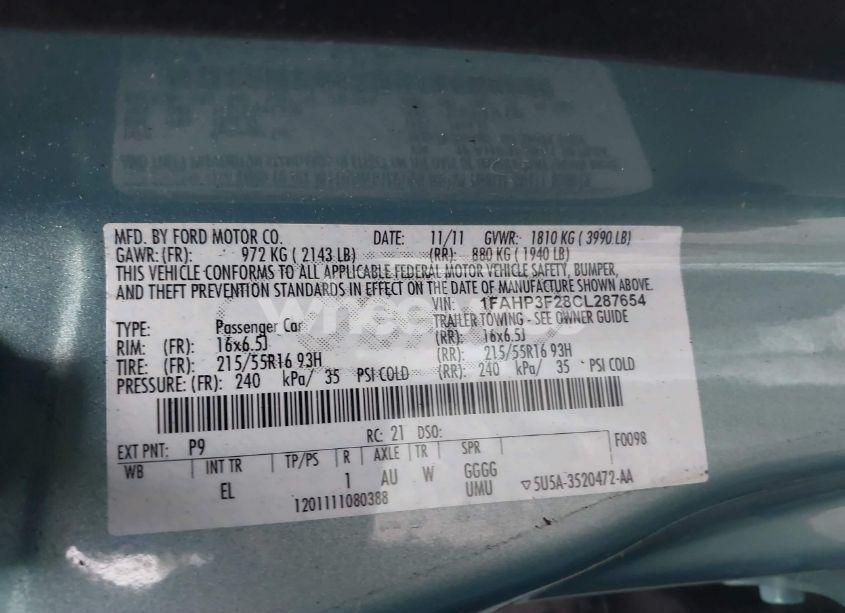 MFD. BY FORD MOTOR CO. DATE: 11/11 GVWR: 1810 KG ( 3990 LB)
GAWR: (FR): 972 KG ( 2143 LB) (RR): 880 KG ( 1940 LB)
THIS VEHICLE CONFORMS TO ALL APPLICABLE FEDERAL MOTOR VEHICLE SAFETY, BUMPER,
AND THEFT PREVENTION STANDARDS IN EFFECT ON THE DATE OF MANUFACTURE SHOWN ABOVE.
VIN: 1FAHP3F28CL287654
TYPE: Passenger Car TRAILER TOWING - SEE OWNER GUIDE
RIM: (FR): 16x6.5J (RR): 16x6.5J
TIRE: (FR): 215/55R16 93H (RR): 215/55R16 93H
PRESSURE: (FR): 240 kPa/ 35 PSI COLD (RR): 240 kPa/ 35 PSI COLD
EXT PNT: P9 RC: 21 DSO: F0098
WB INT TR TP/PS R AXLE TR SPR
EL 1 AU W GGGG
UMU ▽5U5A-3520472-AA
1201111080388